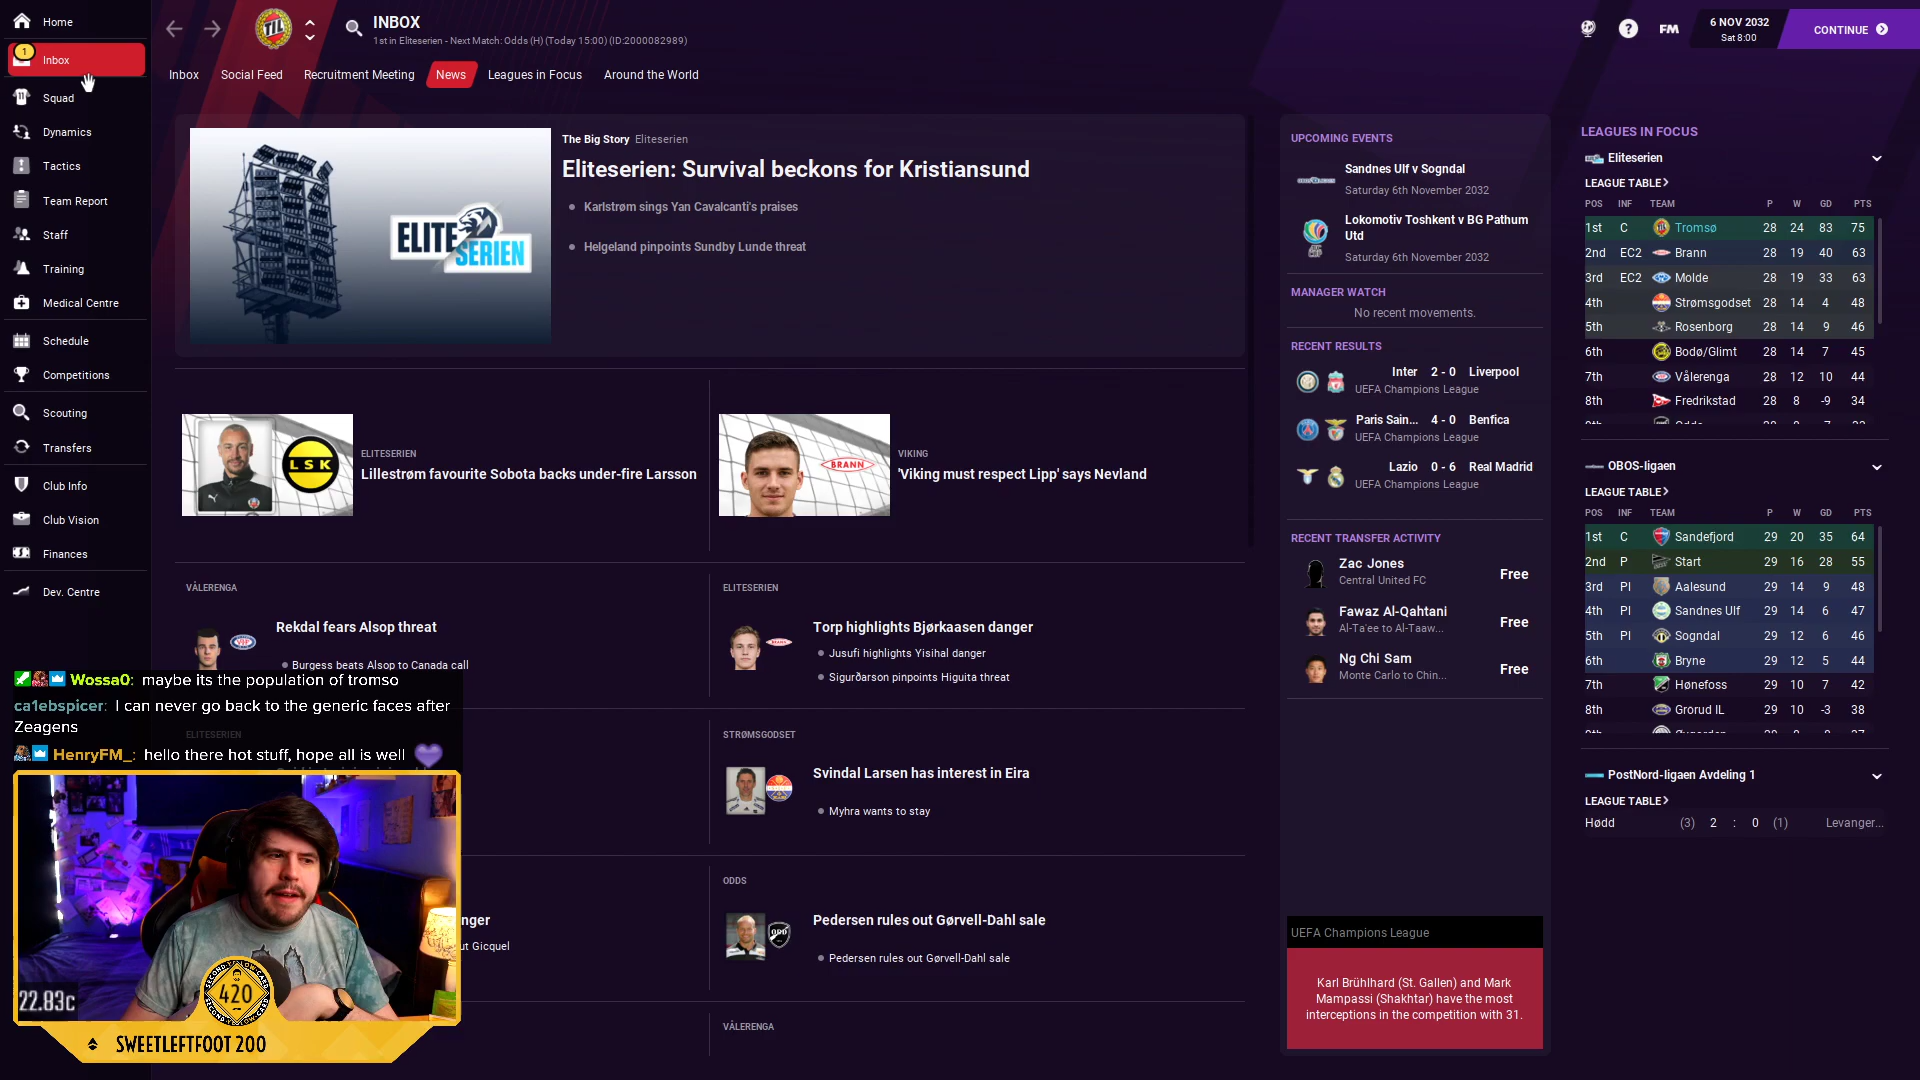 Home
1
Inbox
Squad
Dynamics
Tactics
Team Report
Staff
Training
Medical Centre
Schedule
Competitions
Scouting
Transfers
Club Info
Club Vision
Finances
Dev. Centre
TIL
INBOX
1st in Eliteserien - Next Match: Odds (H) (Today 15:00) (ID:2000082989)
FM
6 NOV 2032
Sat 8:00
CONTINUE
Inbox
Social Feed
Recruitment Meeting
News
Leagues in Focus
Around the World
ELITE
SERIEN
The Big Story Eliteserien
Eliteserien: Survival beckons for Kristiansund
Karlstrøm sings Yan Cavalcanti's praises
Helgeland pinpoints Sundby Lunde threat
LSK
ELITESERIEN
Lillestrøm favourite Sobota backs under-fire Larsson
BRANN
VIKING
'Viking must respect Lipp' says Nevland
VÅLERENGA
Rekdal fears Alsop threat
Burgess beats Alsop to Canada call
ELITESERIEN
Torp highlights Bjørkaasen danger
Jusufi highlights Yisihal danger
Sigurðarson pinpoints Higuita threat
ELITESERIEN
STRØMSGODSET
Svindal Larsen has interest in Eira
Myhra wants to stay
nger
ut Gicquel
ODDS
Pedersen rules out Gørvell-Dahl sale
Pedersen rules out Gørvell-Dahl sale
VÅLERENGA
UPCOMING EVENTS
Sandnes Ulf v Sogndal
Saturday 6th November 2032
Lokomotiv Toshkent v BG Pathum
Utd
Saturday 6th November 2032
MANAGER WATCH
No recent movements.
RECENT RESULTS
Inter 2 - 0 Liverpool
UEFA Champions League
Paris Sain... 4 - 0 Benfica
UEFA Champions League
Lazio 0 - 6 Real Madrid
UEFA Champions League
RECENT TRANSFER ACTIVITY
Zac Jones
Central United FC
Free
Fawaz Al-Qahtani
Al-Ta'ee to Al-Taaw...
Free
Ng Chi Sam
Monte Carlo to Chin...
Free
UEFA Champions League
Karl Brühlhard (St. Gallen) and Mark
Mampassi (Shakhtar) have the most
interceptions in the competition with 31.
LEAGUES IN FOCUS
Eliteserien
LEAGUE TABLE
POS INF TEAM P W GD PTS
1st C Tromsø 28 24 83 75
2nd EC2 Brann 28 19 40 63
3rd EC2 Molde 28 19 33 63
4th Strømsgodset 28 14 4 48
5th Rosenborg 28 14 9 46
6th Bodø/Glimt 28 14 7 45
7th Vålerenga 28 12 10 44
8th Fredrikstad 28 8 -9 34
OBOS-ligaen
LEAGUE TABLE
POS INF TEAM P W GD PTS
1st C Sandefjord 29 20 35 64
2nd P Start 29 16 28 55
3rd Pl Aalesund 29 14 9 48
4th Pl Sandnes Ulf 29 14 6 47
5th Pl Sogndal 29 12 6 46
6th Bryne 29 12 5 44
7th Hønefoss 29 10 7 42
8th Grorud IL 29 10 -3 38
PostNord-ligaen Avdeling 1
LEAGUE TABLE
Hødd (3) 2 : 0 (1) Levanger...
Wossa0: maybe its the population of tromso
ca1ebspicer: I can never go back to the generic faces after
Zeagens
HenryFM_: hello there hot stuff, hope all is well
22.83c
SECOND YELLOW CARD
420
SWEETLEFTFOOT 200